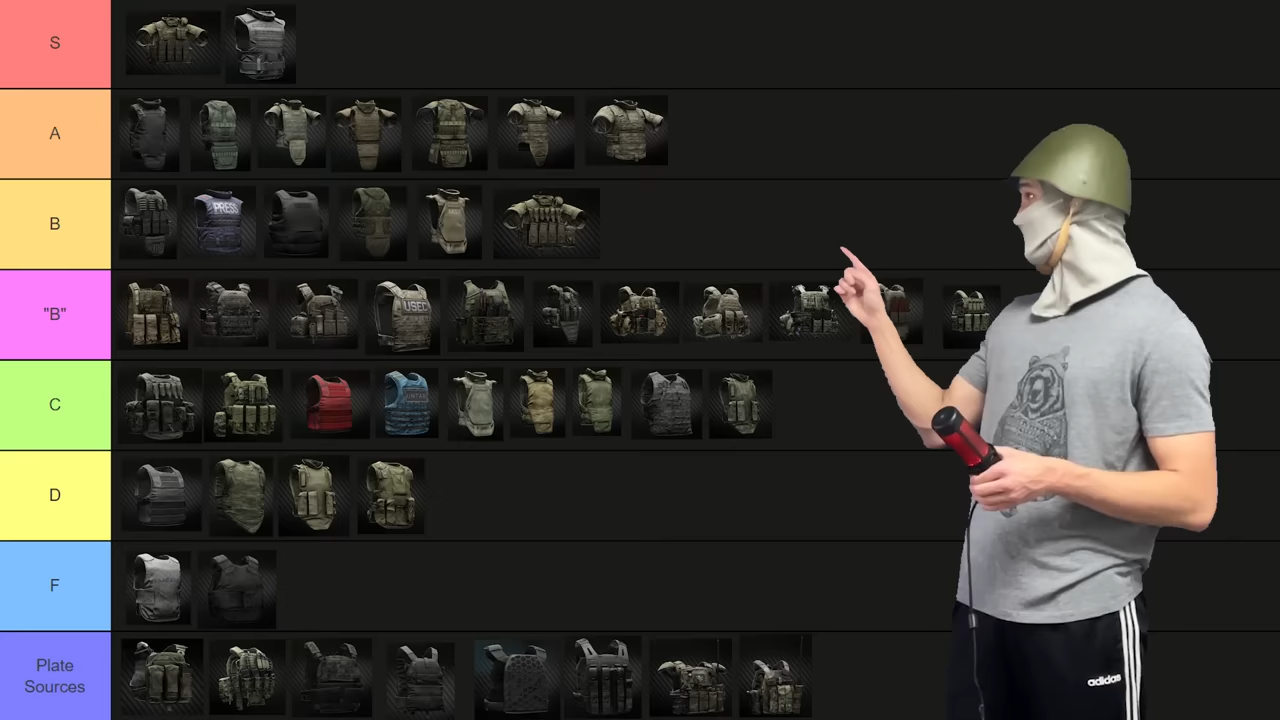 S
A
B
PRESS
"B"
USEC
C
UNTAR
D
F
Plate
Sources
adidas